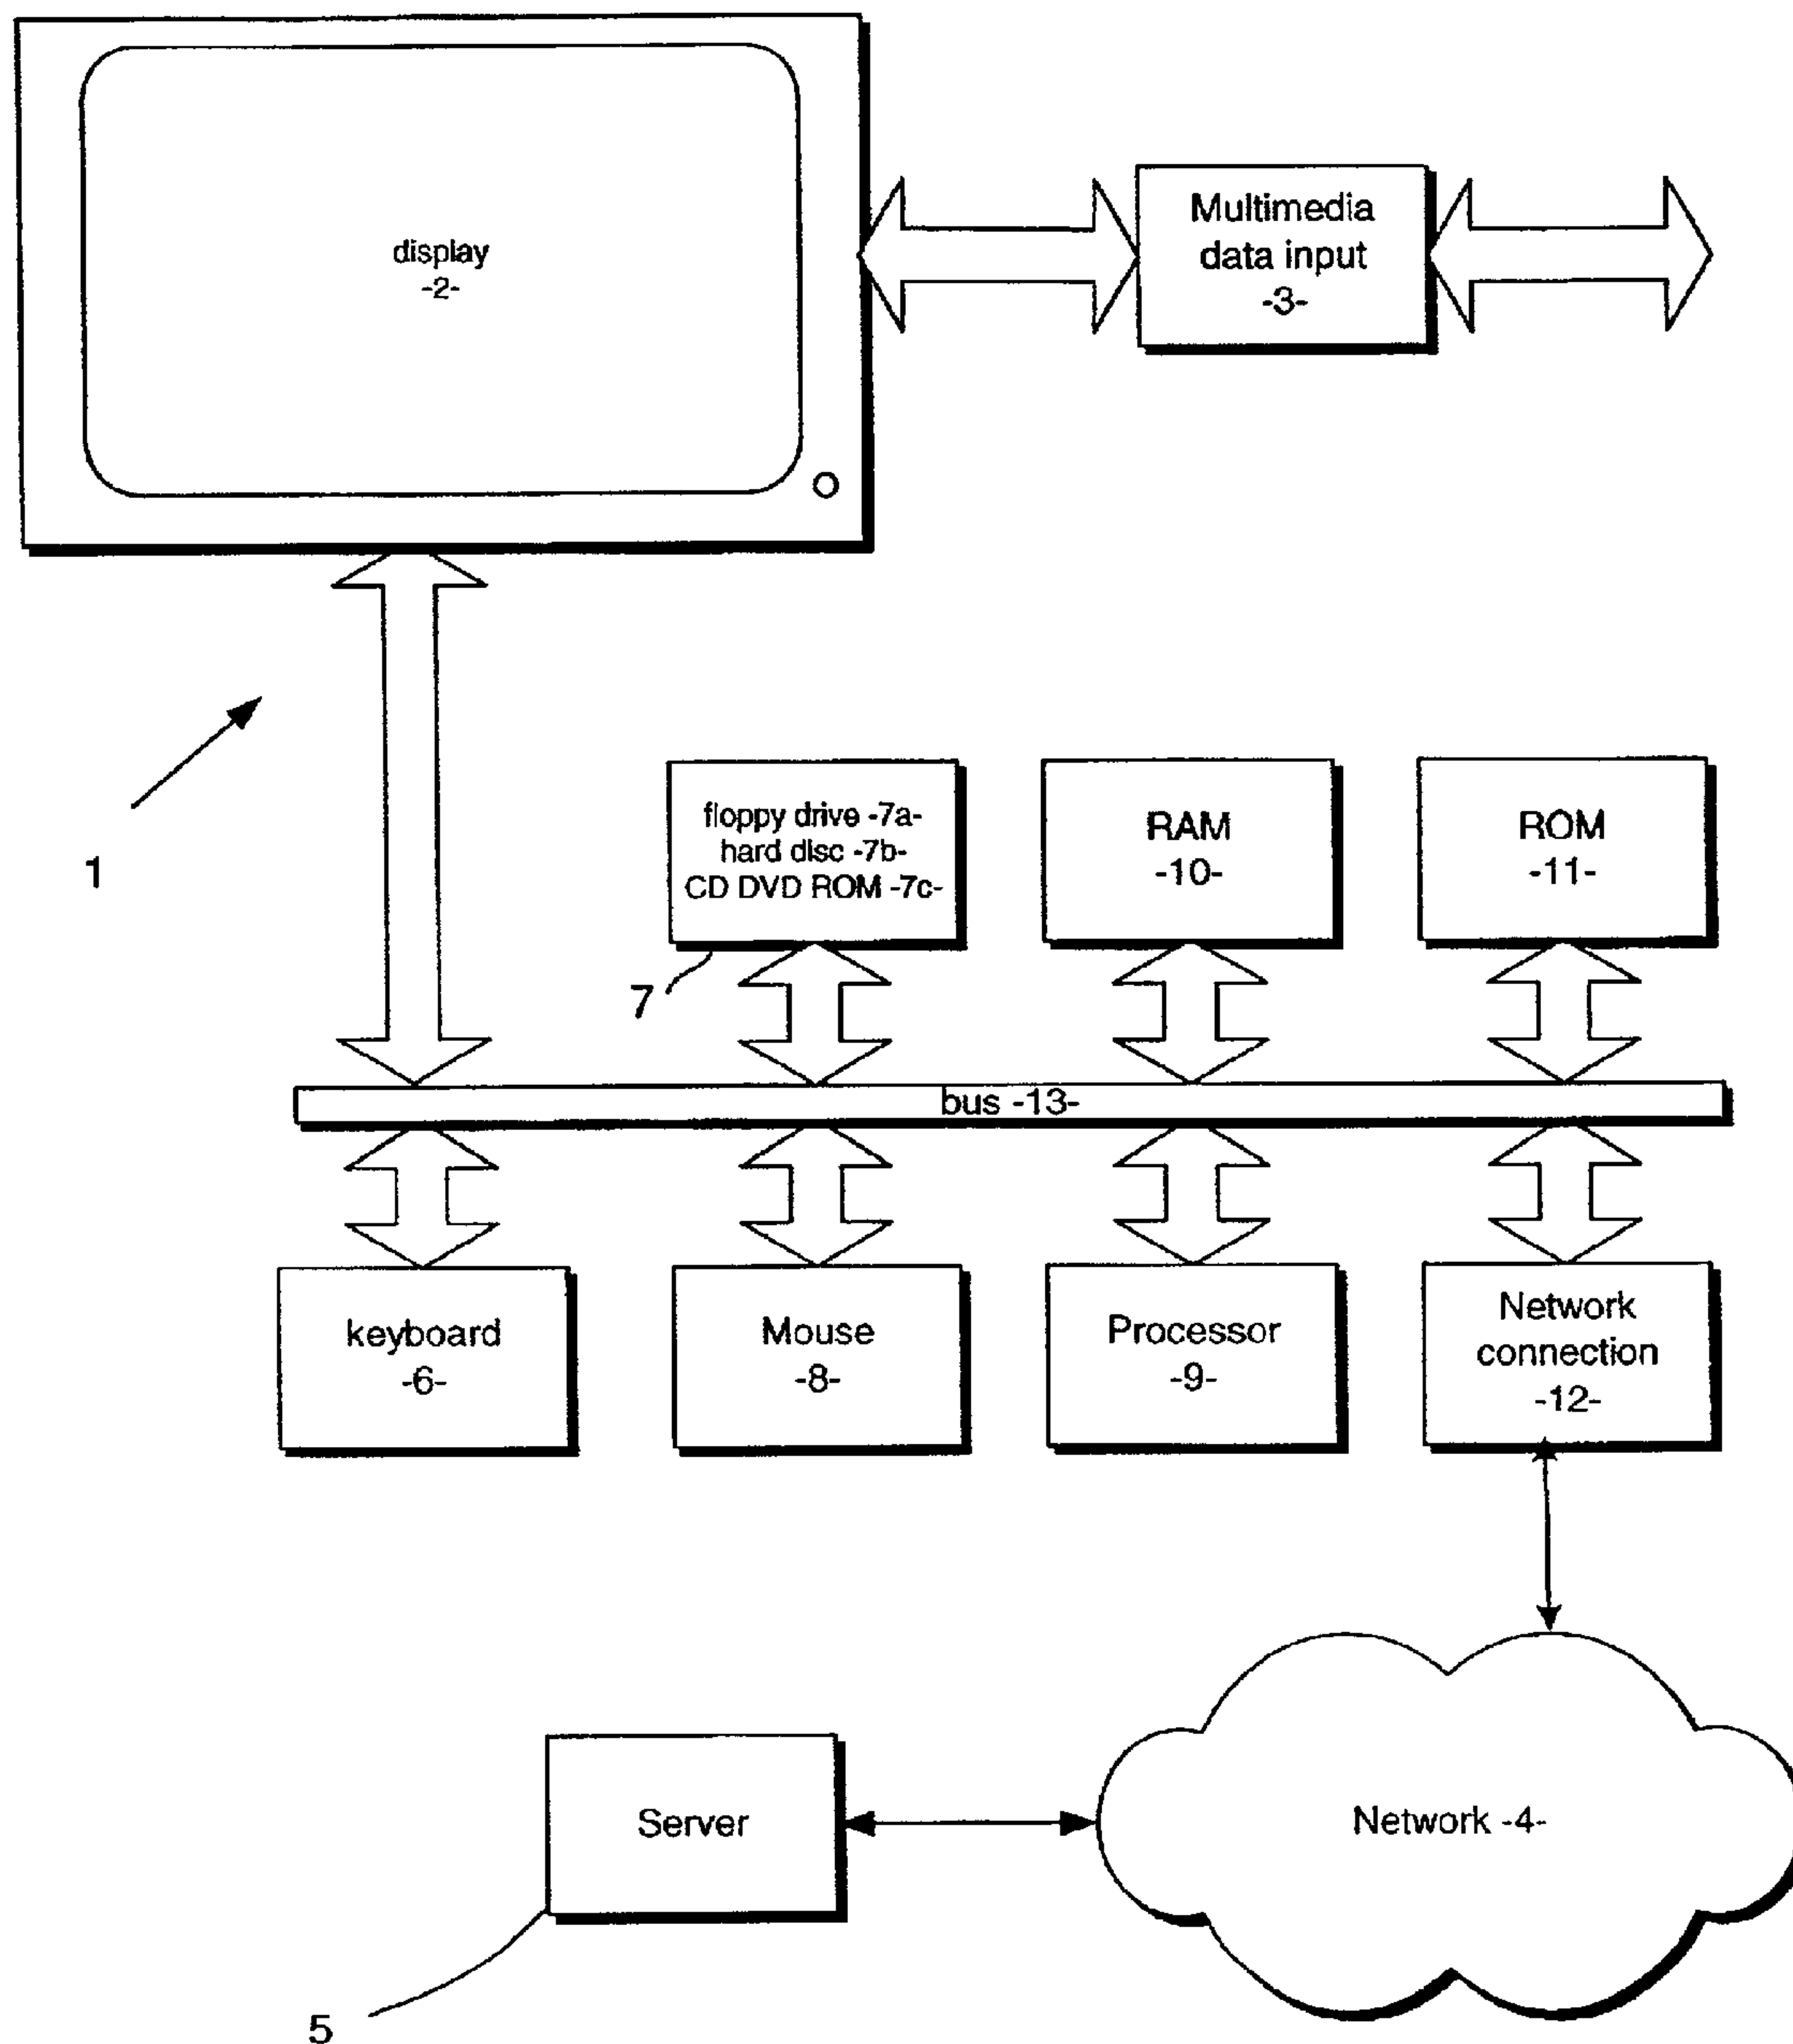 display
-2-
Multimedia
data input
-3-
1
floppy drive -7a-
hard disc -7b-
CD DVD ROM -7c-
RAM
-10-
ROM
-11-
7
bus -13-
keyboard
-6-
Mouse
-8-
Processor
-9-
Network
connection
-12-
Server
Network -4-
5